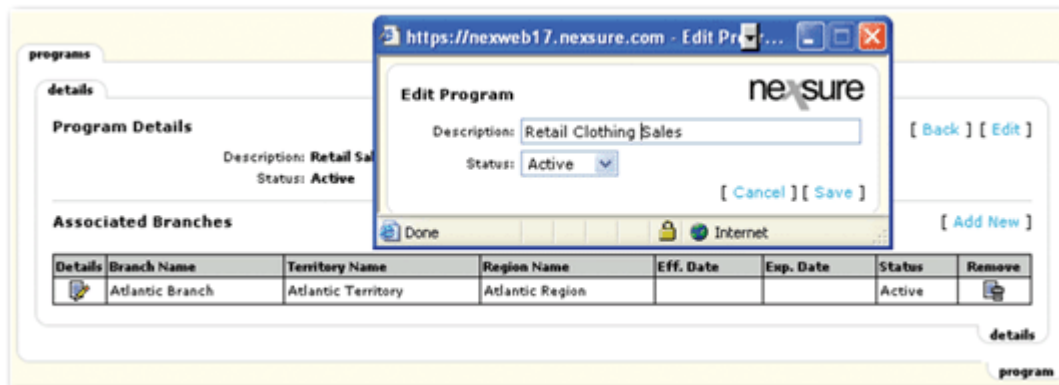 https://nexweb17.nexsure.com - Edit Pr...
programs
details
Edit Program
nexsure
Program Details
Description: Retail Clothing Sales
[ Back ] [ Edit ]
Description: Retail Sal
Status: Active
Status: Active
[ Cancel ] [ Save ]
Associated Branches
[ Add New ]
Done
Internet
Details Branch Name Territory Name Region Name Eff. Date Exp. Date Status Remove
Atlantic Branch Atlantic Territory Atlantic Region Active
details
program